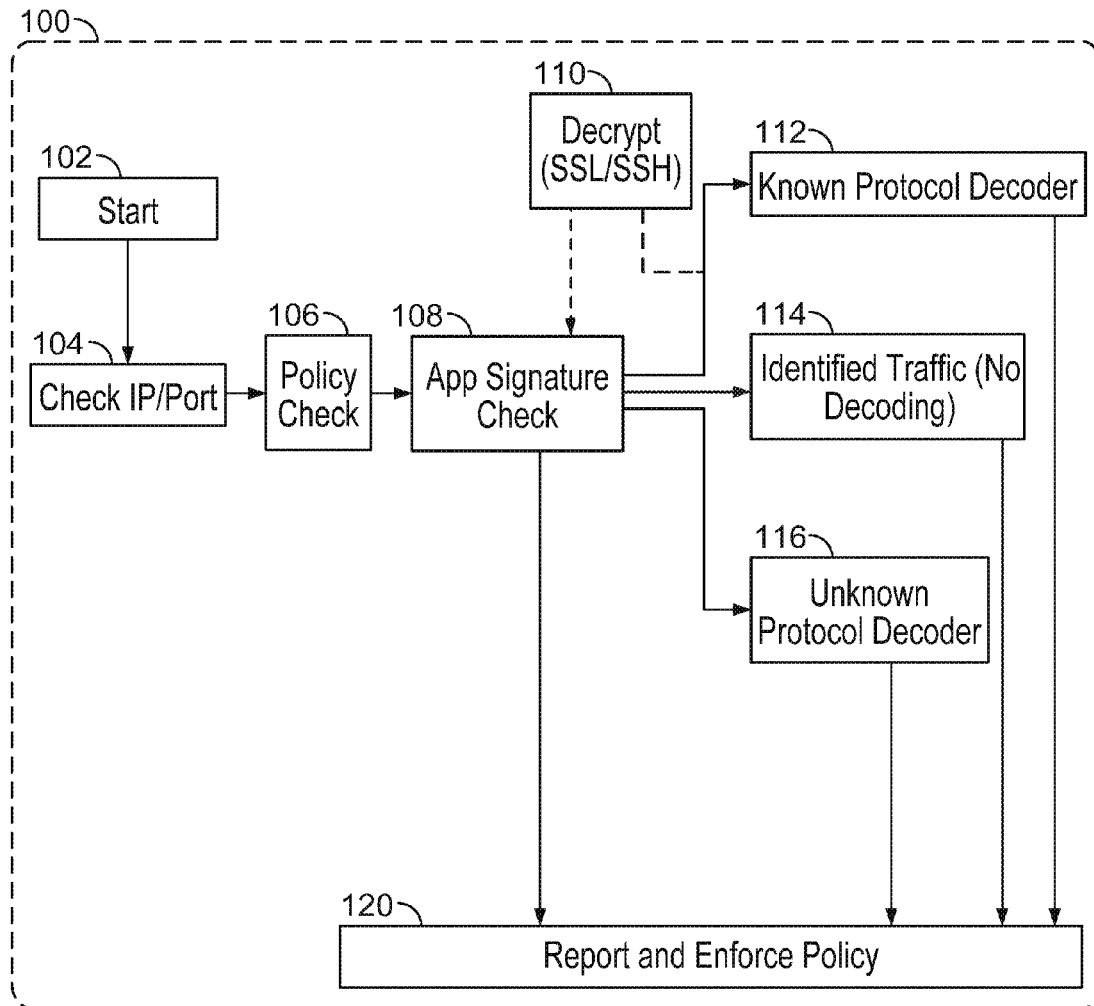 100
110
Decrypt
(SSL/SSH)
112
Known Protocol Decoder
102
Start
104
Check IP/Port
106
Policy
Check
108
App Signature
Check
114
Identified Traffic (No
Decoding)
116
Unknown
Protocol Decoder
120
Report and Enforce Policy